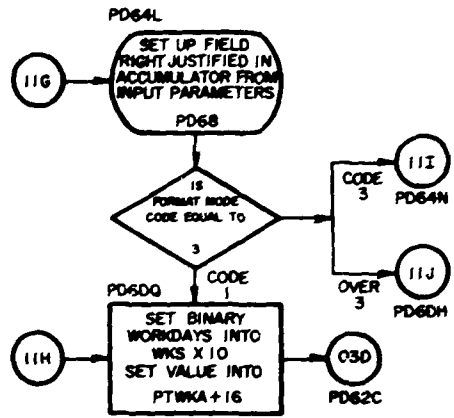 PD64L
11G
SET UP FIELD
RIGHT JUSTIFIED IN
ACCUMULATOR FROM
INPUT PARAMETERS
PD68
IS
FORMAT MODE
CODE EQUAL TO
3
CODE
3
11I
PD64N
OVER
3
11J
PD6DH
CODE
1
PD6DQ
11H
SET BINARY
WORKDAYS INTO
WKS X 10
SET VALUE INTO
PTWKA + 16
03D
PD62C